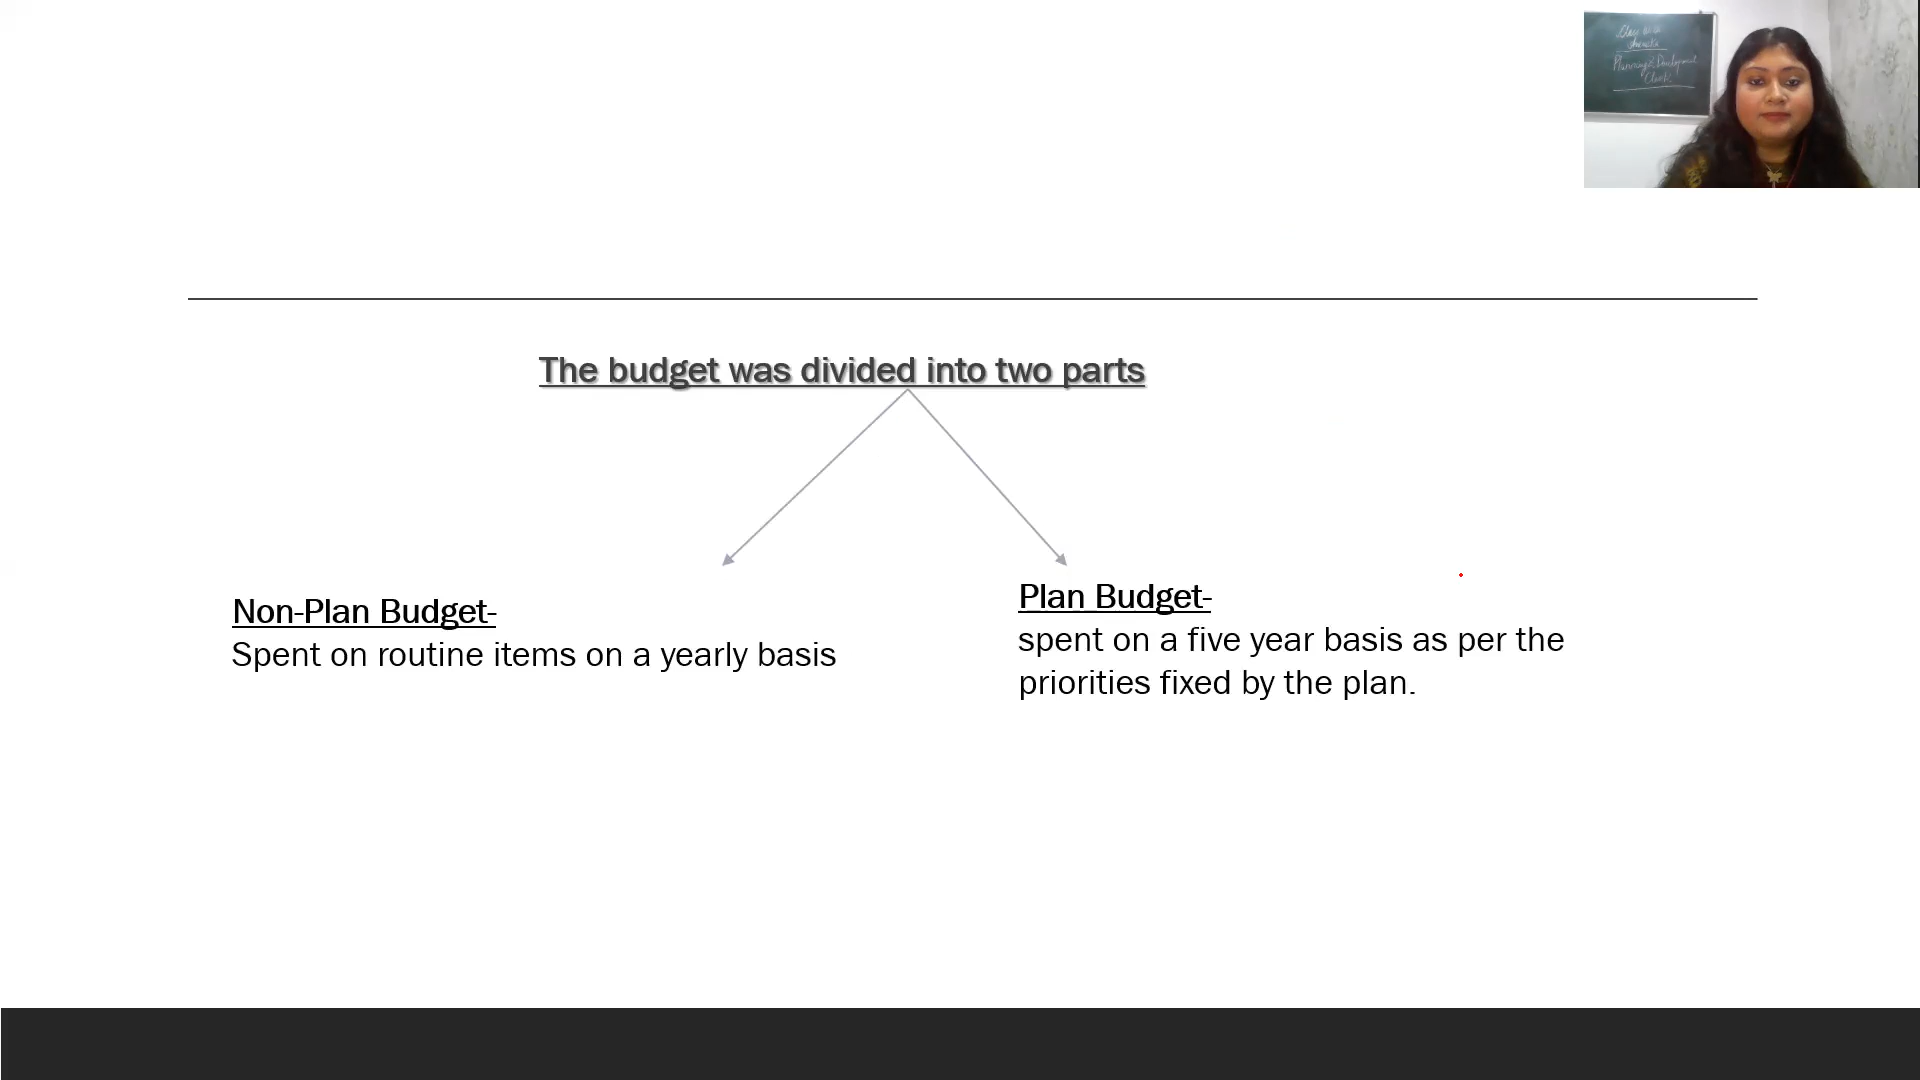 The budget was divided into two parts
Non-Plan Budget-
Spent on routine items on a yearly basis
Plan Budget-
spent on a five year basis as per the
priorities fixed by the plan.